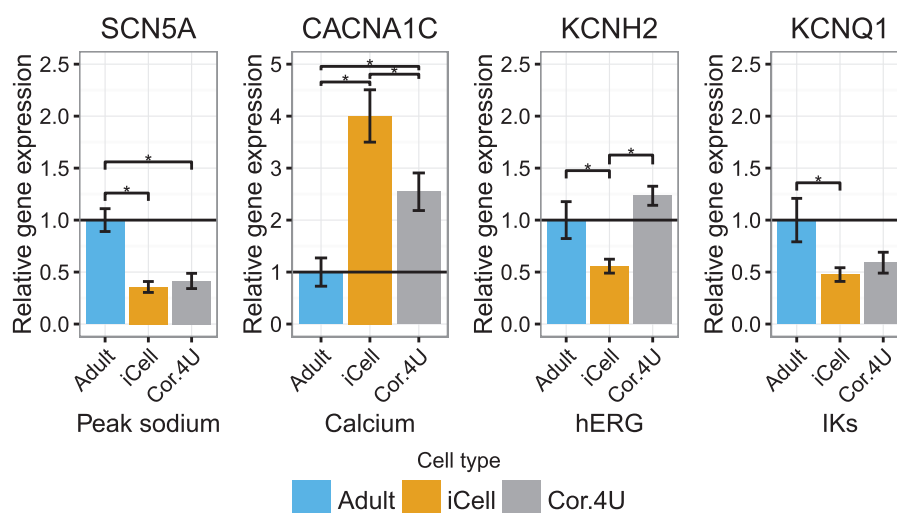 SCN5A CACNA1C KCNH2 KCNQ1
Relative gene expression
2.5
2.0
1.5
1.0
0.5
0.0
* *
Adult iCell Cor.4U
Peak sodium
Relative gene expression
5
4
3
2
1
0
* * *
Adult iCell Cor.4U
Calcium
Relative gene expression
2.5
2.0
1.5
1.0
0.5
0.0
* *
Adult iCell Cor.4U
hERG
Relative gene expression
2.5
2.0
1.5
1.0
0.5
0.0
*
Adult iCell Cor.4U
IKs
Cell type
Adult iCell Cor.4U